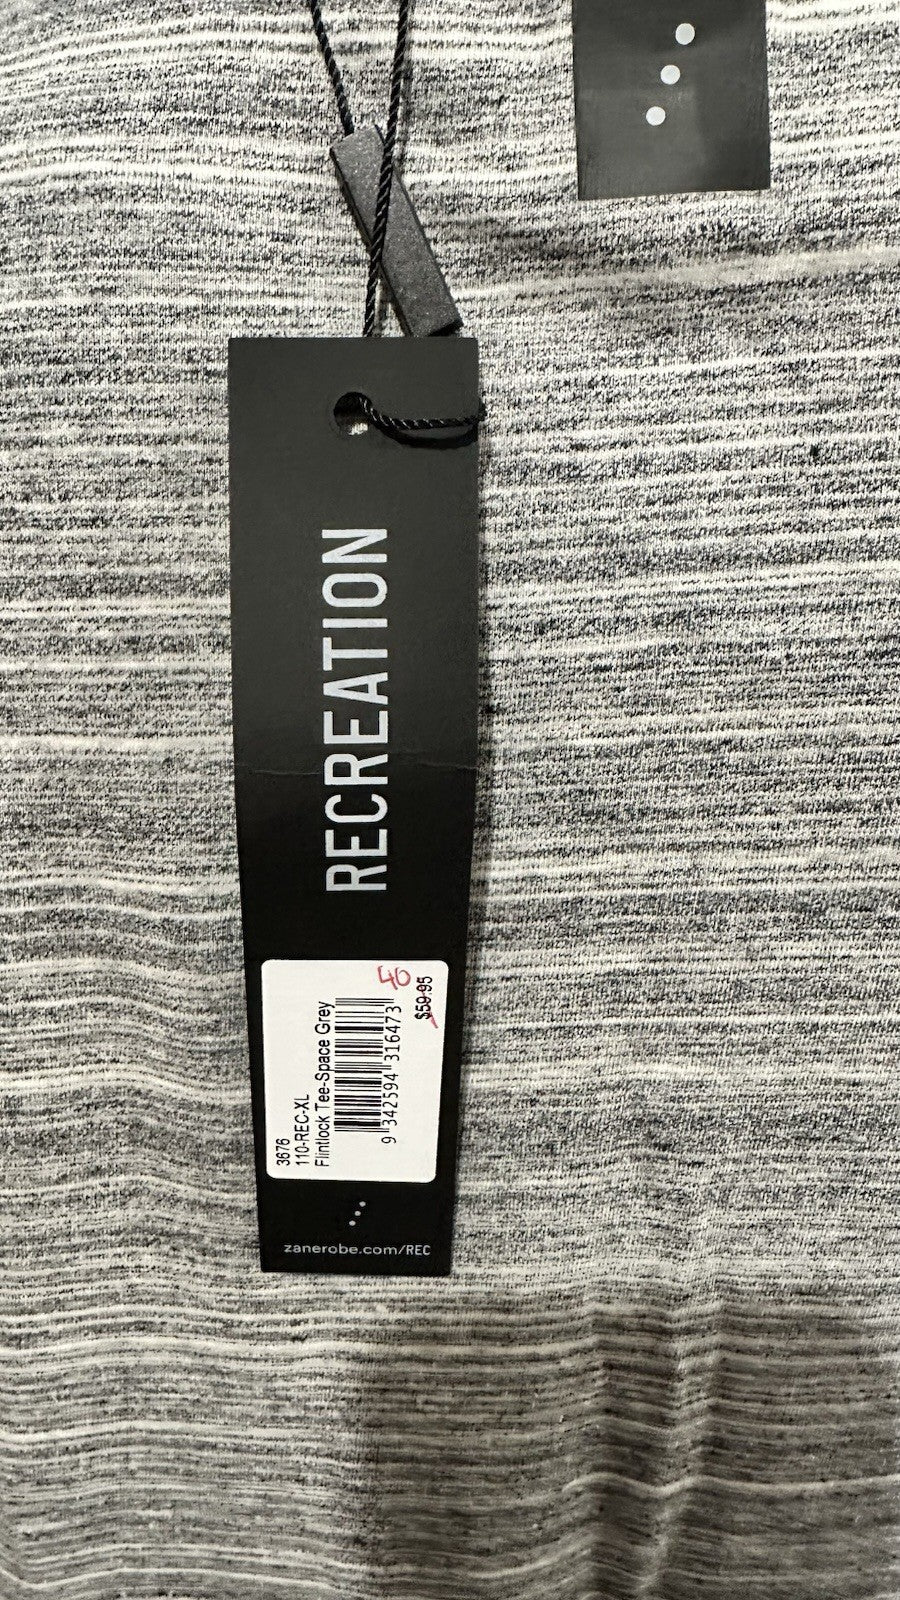 RECREATION
3676
110-REC-XL
Flintlock Tee-Space Grey
9 342594 316473
$59.95
40
zanerobe.com/REC